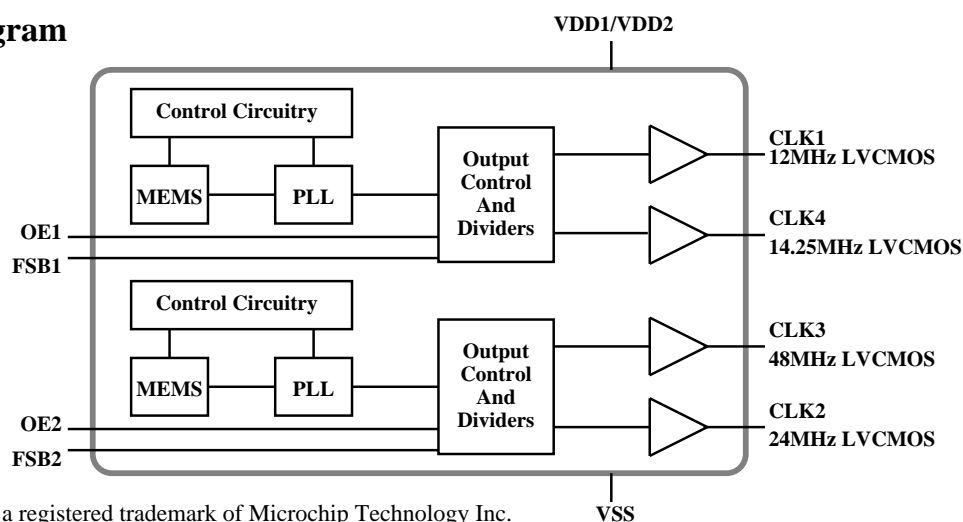 gram
VDD1/VDD2
Control Circuitry
MEMS
PLL
Output
Control
And
Dividers
CLK1
12MHz LVCMOS
CLK4
14.25MHz LVCMOS
OE1
FSB1
Control Circuitry
MEMS
PLL
Output
Control
And
Dividers
CLK3
48MHz LVCMOS
CLK2
24MHz LVCMOS
OE2
FSB2
VSS
a registered trademark of Microchip Technology Inc.